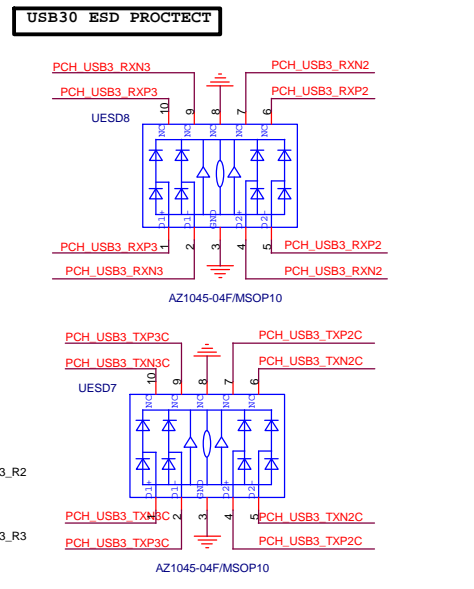 USB30 ESD PROCTECT
PCH_USB3_RXN3
PCH_USB3_RXN2
PCH_USB3_RXP3
PCH_USB3_RXP2
10 9 8 7 6
UESD8
NC NC NC NC
D1+ D1- GND D2+ D2-
1 2 3 4 5
PCH_USB3_RXP3
PCH_USB3_RXP2
PCH_USB3_RXN3
PCH_USB3_RXN2
AZ1045-04F/MSOP10
PCH_USB3_TXP3C
PCH_USB3_TXP2C
PCH_USB3_TXN3C
PCH_USB3_TXN2C
10 9 8 7 6
UESD7
NC NC NC NC
3_R2
D1+ D1- GND D2+ D2-
1 2 3 4 5
PCH_USB3_TXN3C
PCH_USB3_TXN2C
3_R3
PCH_USB3_TXP3C
PCH_USB3_TXP2C
AZ1045-04F/MSOP10